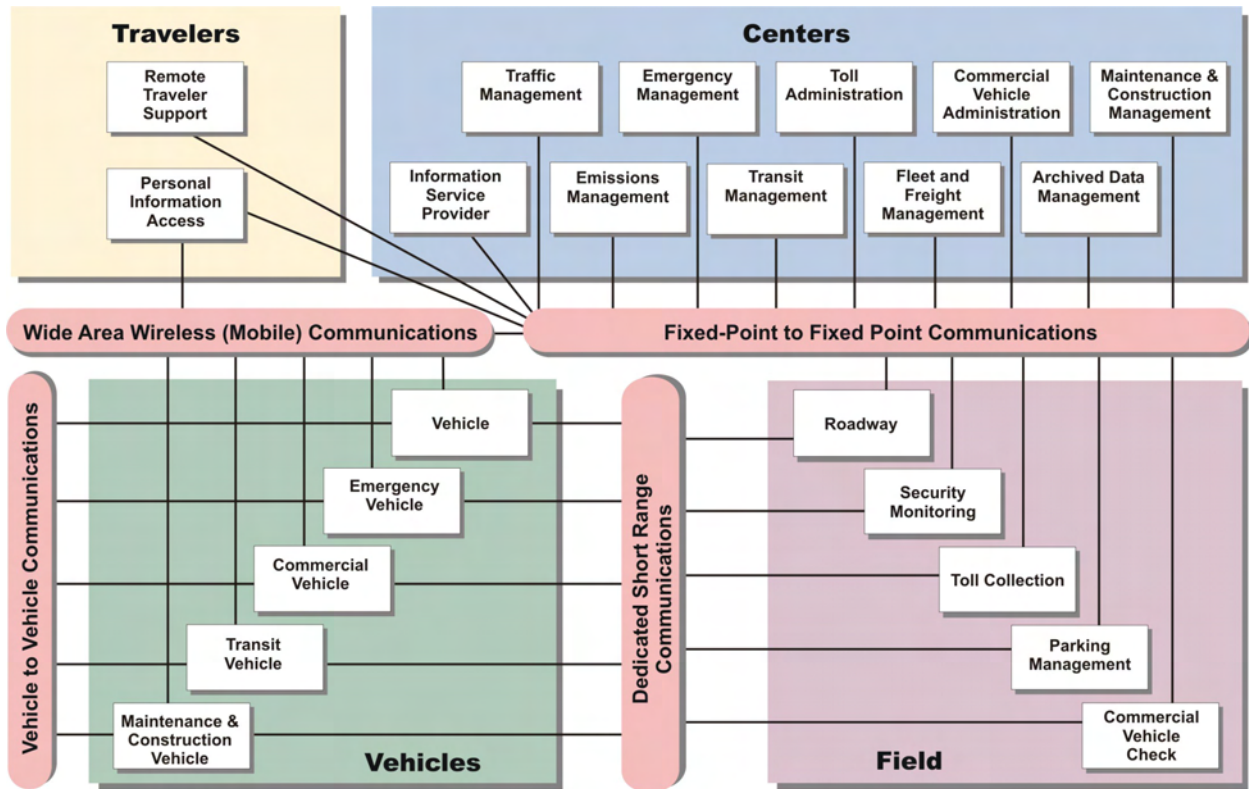 Travelers
Remote
Traveler
Support
Personal
Information
Access
Centers
Traffic
Management
Emergency
Management
Toll
Administration
Commercial
Vehicle
Administration
Maintenance &
Construction
Management
Information
Service
Provider
Emissions
Management
Transit
Management
Fleet and
Freight
Management
Archived Data
Management
Wide Area Wireless (Mobile) Communications
Fixed-Point to Fixed Point Communications
Vehicle to Vehicle Communications
Vehicle
Emergency
Vehicle
Commercial
Vehicle
Transit
Vehicle
Maintenance &
Construction
Vehicle
Vehicles
Dedicated Short Range
Communications
Roadway
Security
Monitoring
Toll Collection
Parking
Management
Commercial
Vehicle
Check
Field